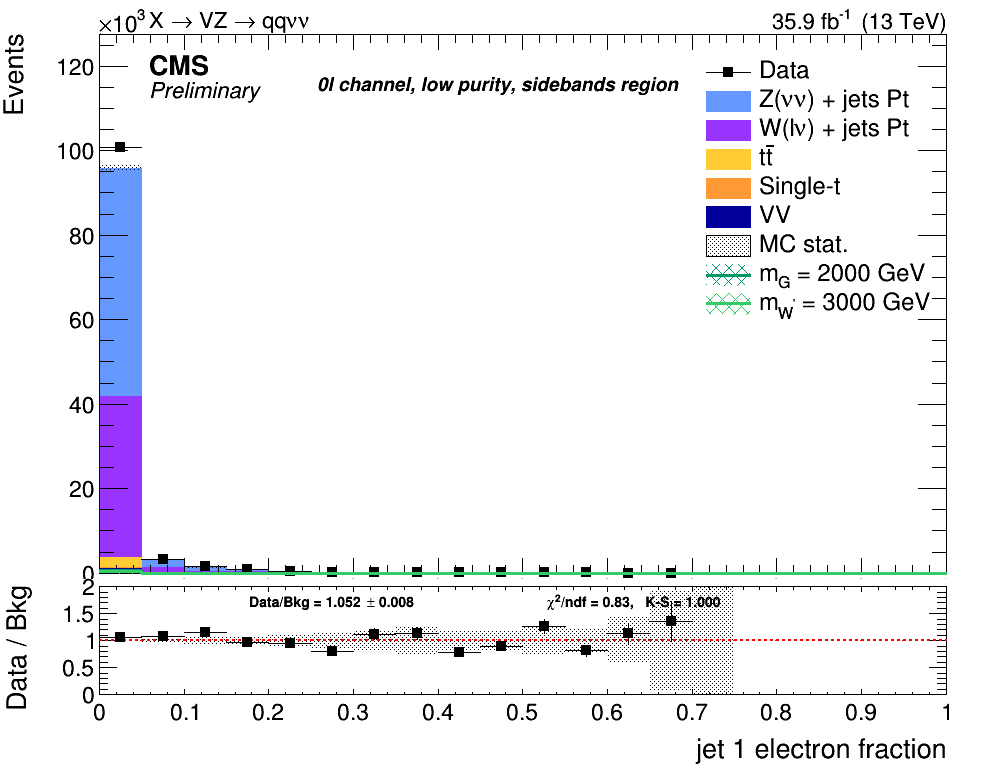 ×10³ X → VZ → qqνν 35.9 fb⁻¹ (13 TeV)
Events
CMS
Preliminary
0l channel, low purity, sidebands region
Data
Z(νν) + jets Pt
W(lν) + jets Pt
tt̄
Single-t
VV
MC stat.
m_G = 2000 GeV
m_W' = 3000 GeV
120
100
80
60
40
20
0
Data / Bkg
Data/Bkg = 1.052 ± 0.008 χ²/ndf = 0.83, K-S = 1.000
2
1.5
1
0.5
0
0 0.1 0.2 0.3 0.4 0.5 0.6 0.7 0.8 0.9 1
jet 1 electron fraction